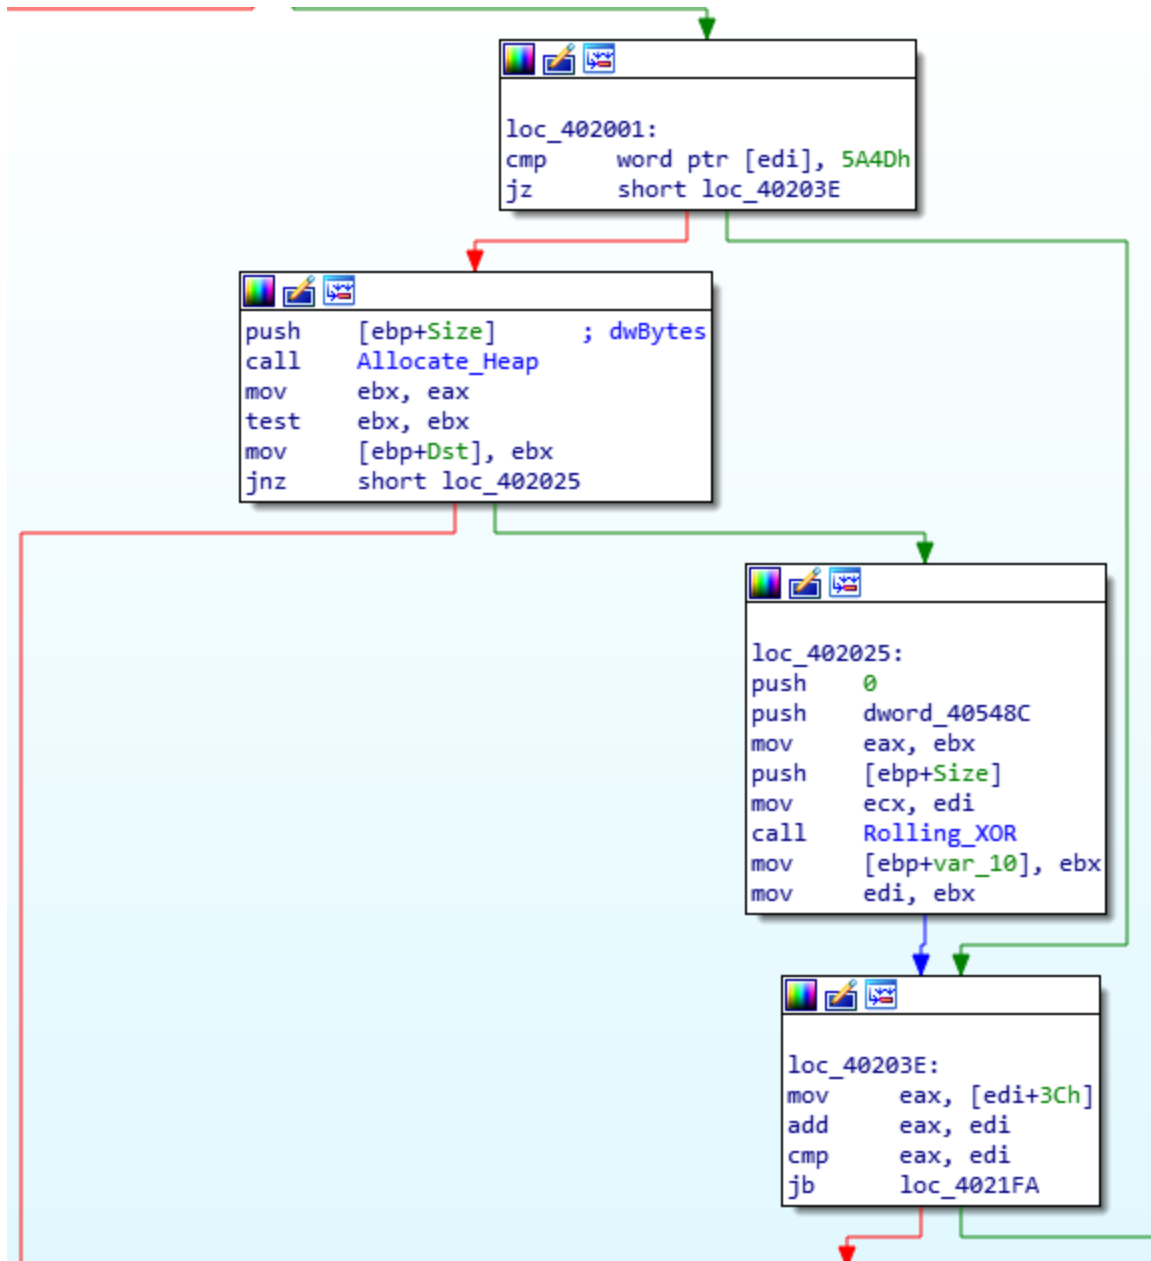 loc_402001:
cmp word ptr [edi], 5A4Dh
jz short loc_40203E
push [ebp+Size] ; dwBytes
call Allocate_Heap
mov ebx, eax
test ebx, ebx
mov [ebp+Dst], ebx
jnz short loc_402025
loc_402025:
push 0
push dword_40548C
mov eax, ebx
push [ebp+Size]
mov ecx, edi
call Rolling_XOR
mov [ebp+var_10], ebx
mov edi, ebx
loc_40203E:
mov eax, [edi+3Ch]
add eax, edi
cmp eax, edi
jb loc_4021FA